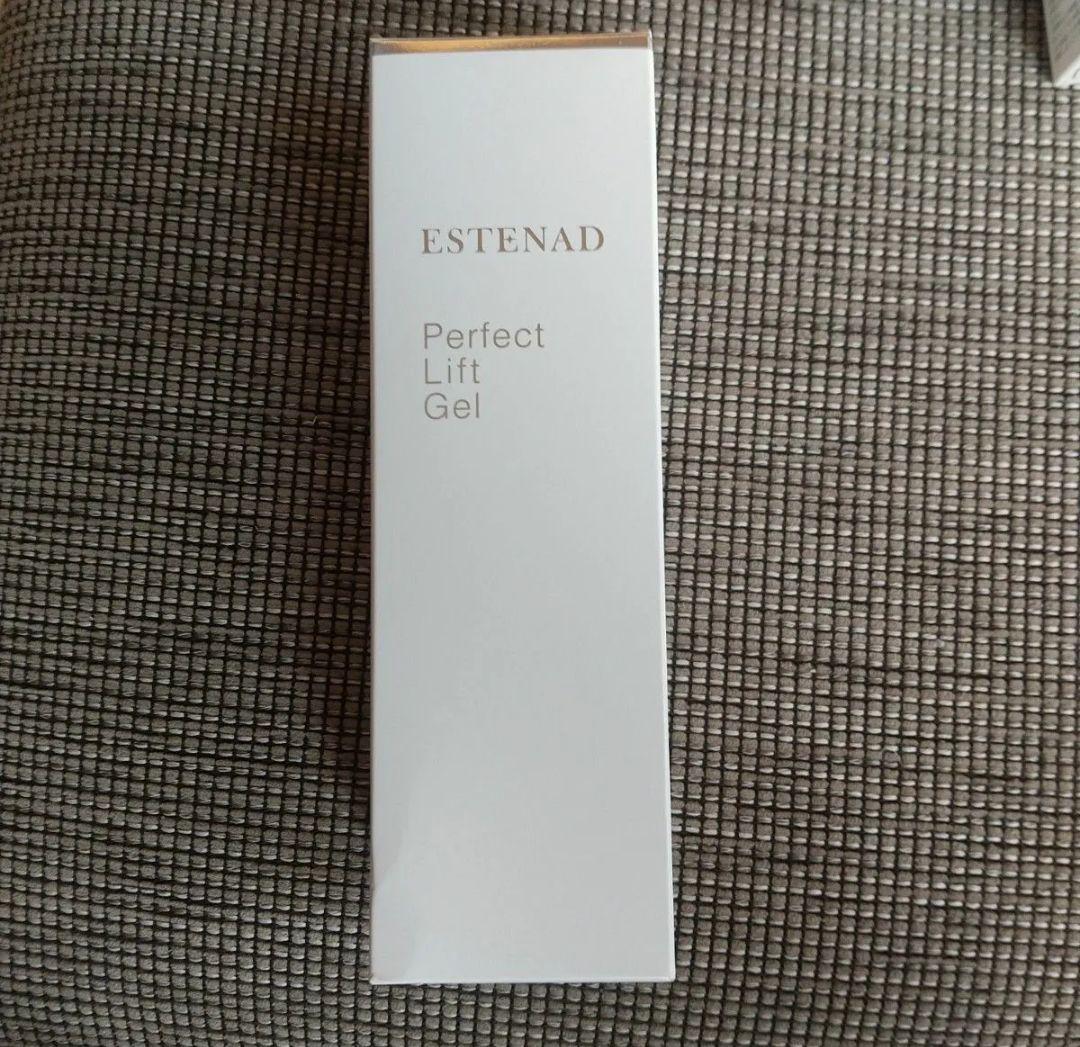 ESTENAD
Perfect
Lift
Gel